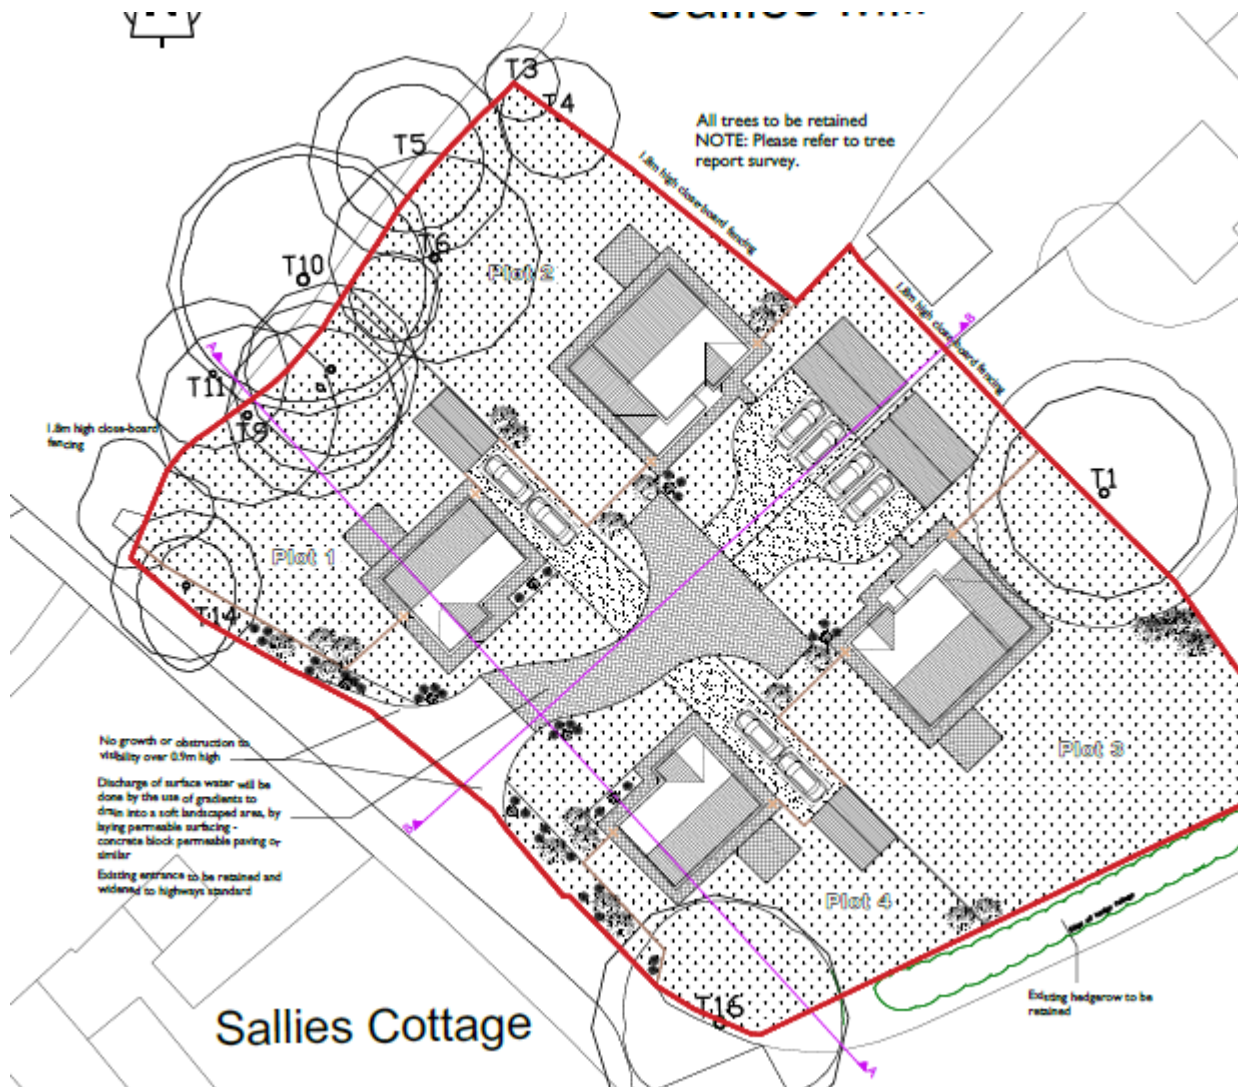 N
Sallies Mill
T3
T4
All trees to be retained
NOTE: Please refer to tree
report survey.
T5
1.8m high close-board fencing
T6
T10
Plot 2
1.8m high close-board fencing
B
A
T11
T9
1.8m high close-board
fencing
T1
Plot 1
T14
No growth or obstruction to
visibility over 0.9m high
Plot 3
Discharge of surface water will be
done by the use of gradients to
drain into a soft landscaped area, by
laying permeable surfacing -
concrete block permeable paving or
similar
B
Existing entrance to be retained and
widened to highways standard
Plot 4
Existing hedgerow to be
retained
T16
Sallies Cottage
A